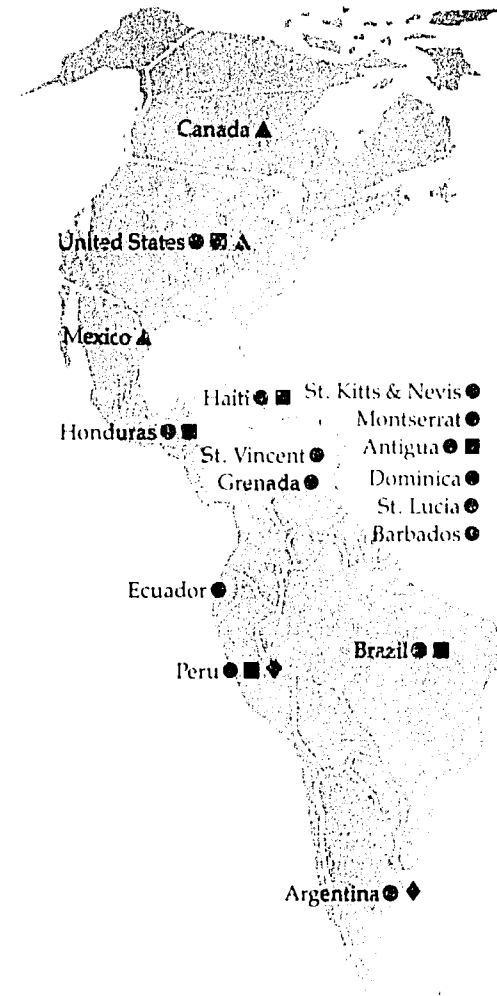 Canada ▲
United States ● ■ ▲
Mexico ▲
Haiti ● ■
St. Kitts & Nevis ●
Honduras ● ■
Montserrat ●
Antigua ● ■
St. Vincent ●
Grenada ●
Dominica ●
St. Lucia ●
Barbados ●
Ecuador ●
Brazil ● ■
Peru ● ■ ♦
Argentina ● ♦